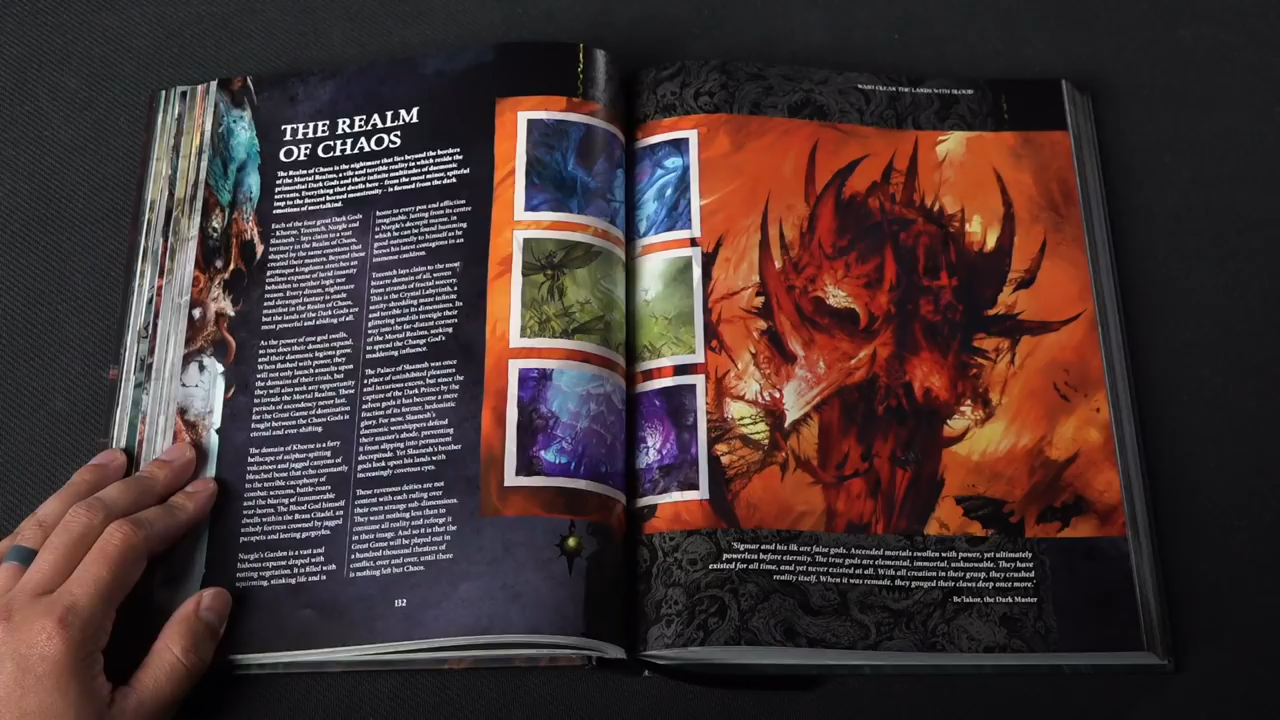 THE REALM
OF CHAOS
The Realm of Chaos is the nightmare that lies beyond the borders
of the Mortal Realms, a vile and terrible reality in which reside the
primordial Dark Gods and their infinite multitudes of daemonic
servants. Everything that dwells here – from the most minor, spiteful
imp to the fiercest horned monstrosity – is formed from the dark
emotions of mortalkind.
Each of the four great Dark Gods
– Khorne, Tzeentch, Nurgle and
Slaanesh – lays claim to a vast
territory in the Realm of Chaos,
shaped by the same emotions that
created their masters. Beyond these
grotesque kingdoms stretches an
endless expanse of lurid insanity
beholden to neither logic nor
reason. Every dream, nightmare
and deranged fantasy is made
manifest in the Realm of Chaos,
but the lands of the Dark Gods are
most powerful and abiding of all.
As the power of one god swells,
so too does their domain expand,
and their daemonic legions grow.
When flushed with power, they
will not only launch assaults upon
the domains of their rivals, but
they will also seek any opportunity
to invade the Mortal Realms. These
periods of ascendency never last,
for the Great Game of domination
fought between the Chaos Gods is
eternal and ever-shifting.
The domain of Khorne is a fiery
hellscape of sulphur-spitting
volcanoes and jagged canyons of
bleached bone that echo constantly
to the terrible cacophony of
combat: screams, battle-roars
and the blaring of innumerable
war-horns. The Blood God himself
dwells within the Brass Citadel, an
unholy fortress crowned by jagged
parapets and leering gargoyles.
Nurgle's Garden is a vast and
hideous expanse draped with
rotting vegetation. It is filled with
squirming, stinking life and is
home to every pox and affliction
imaginable. Jutting from its centre
is Nurgle's decrepit manse, in
which he can be found humming
good-naturedly to himself as he
brews his latest contagion in an
immense cauldron.
Tzeentch lays claim to the most
bizarre domain of all, woven
from strands of fractal sorcery.
This is the Crystal Labyrinth, a
sanity-shredding maze infinite
and terrible in its dimensions. Its
glittering tendrils inveigle their
way into the far-distant corners
of the Mortal Realms, seeking
to spread the Change God's
maddening influence.
The Palace of Slaanesh was once
a place of uninhibited pleasures
and luxurious excess, but since the
capture of the Dark Prince by the
aelven gods it has become a mere
fraction of its former, hedonistic
glory. For now, Slaanesh's
daemonic worshippers defend
their master's abode, preventing
it from slipping into permanent
decrepitude. Yet Slaanesh's brother
gods look upon his lands with
increasingly covetous eyes.
These ravenous deities are not
content with each ruling over
their own strange sub-dimensions.
They want nothing less than to
consume all reality and reforge it
in their image. And so it is that the
Great Game will be played out in
a hundred thousand theatres of
conflict, over and over, until there
is nothing left but Chaos.
132
WASH CLEAN THE LANDS WITH BLOOD
'Sigmar and his ilk are false gods. Ascended mortals swollen with power, yet ultimately
powerless before eternity. The true gods are elemental, immortal, unknowable. They have
existed for all time, and yet never existed at all. With all creation in their grasp, they crushed
reality itself. When it was remade, they gouged their claws deep once more.'
- Be'lakor, the Dark Master